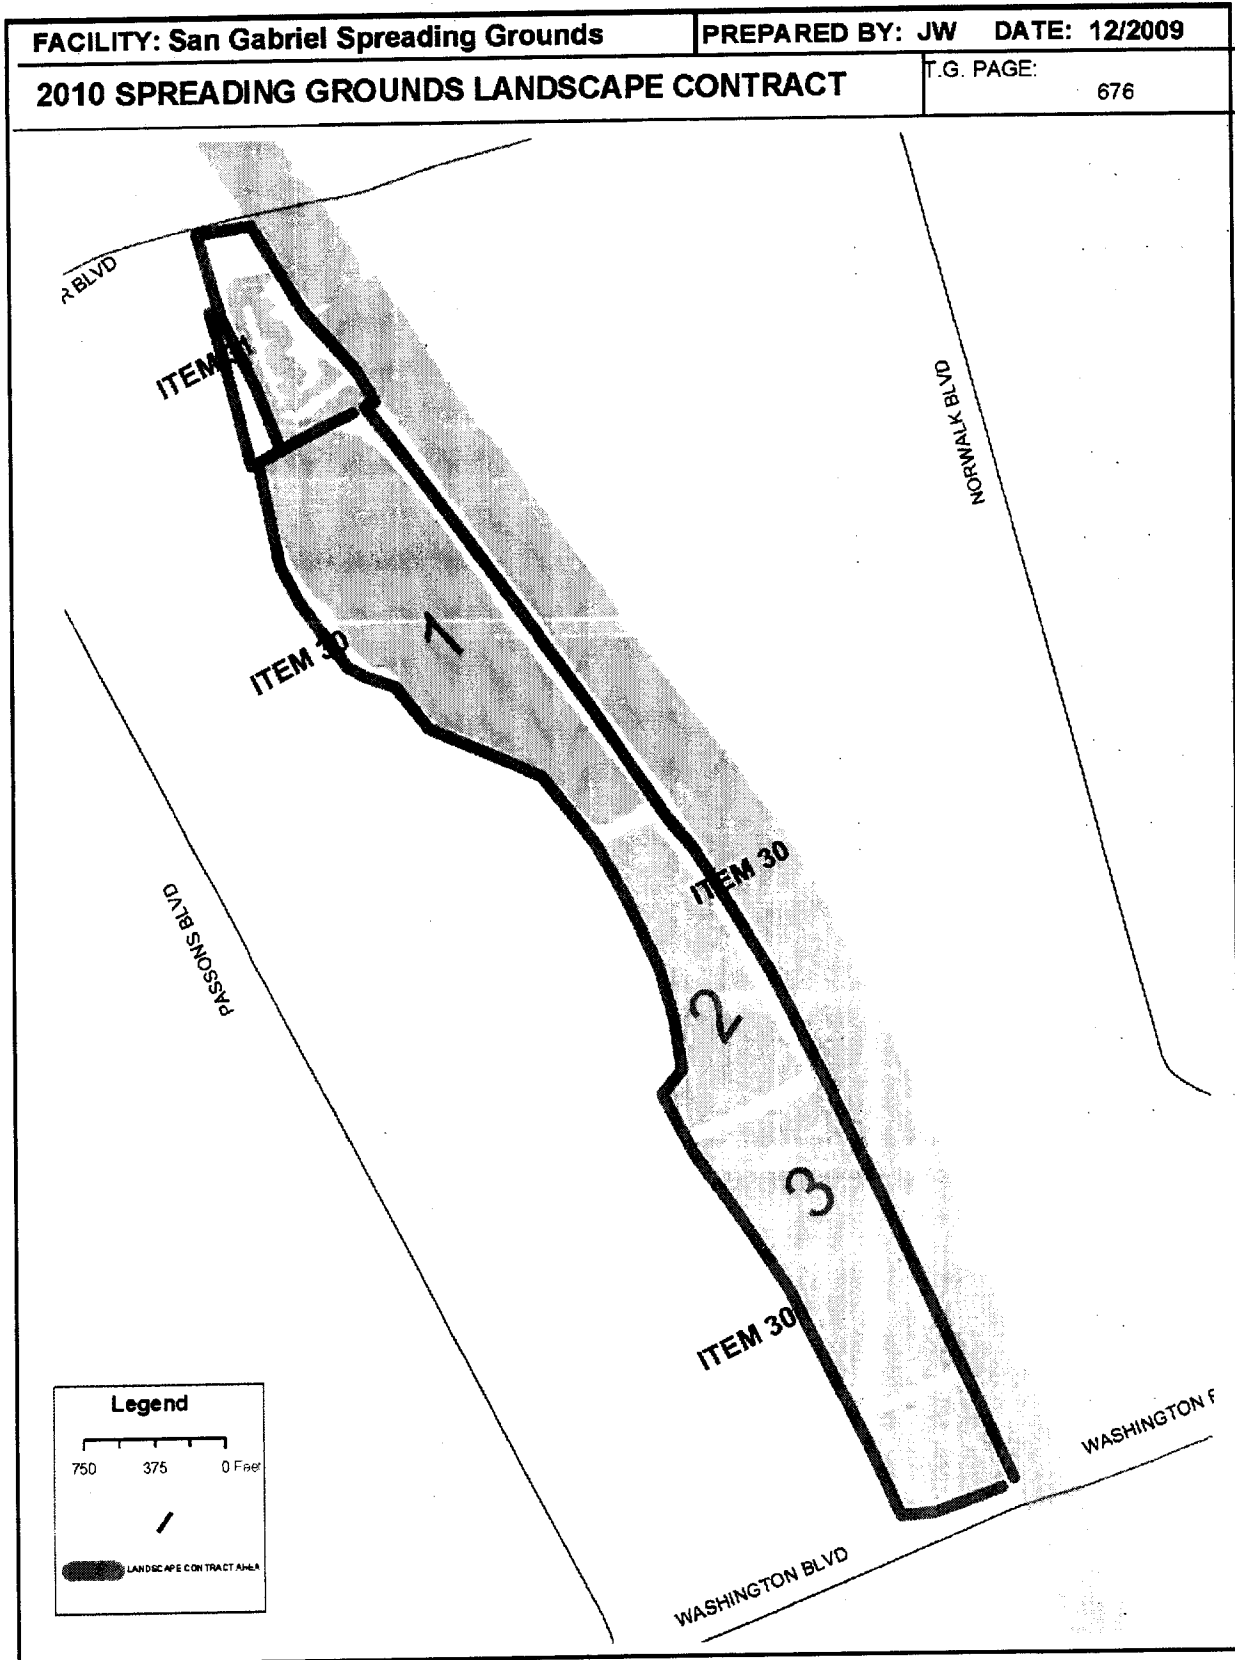 FACILITY: San Gabriel Spreading Grounds
PREPARED BY: JW DATE: 12/2009
2010 SPREADING GROUNDS LANDSCAPE CONTRACT
T.G. PAGE:
676
R BLVD
ITEM 31
NORWALK BLVD
1
ITEM 30
ITEM 30
PASSONS BLVD
2
3
ITEM 30
Legend
750 375 0 Feet
LANDSCAPE CONTRACT AREA
WASHINGTON B
WASHINGTON BLVD